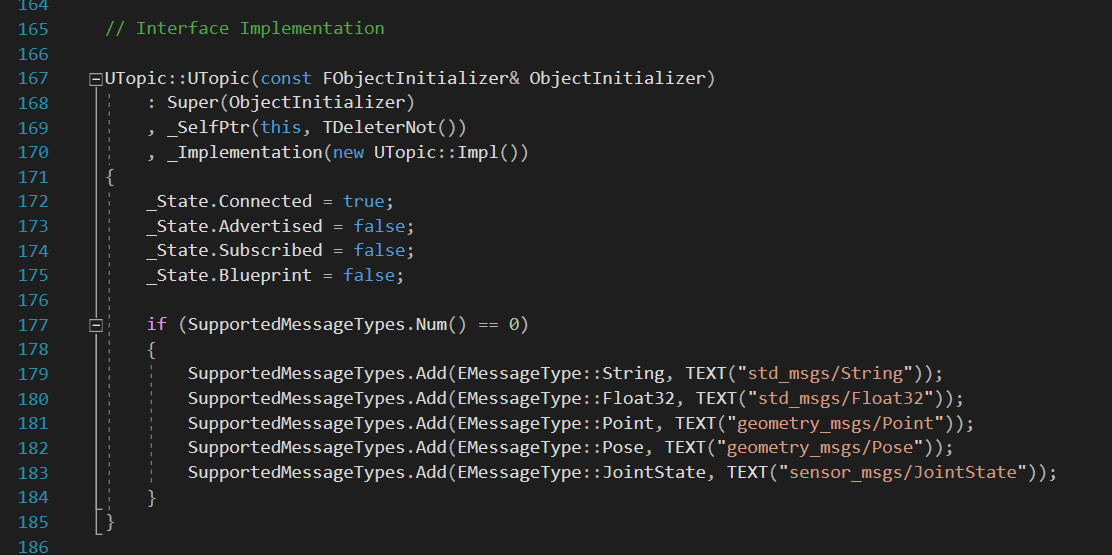 164
165 // Interface Implementation
166
167 UTopic::UTopic(const FObjectInitializer& ObjectInitializer)
168 : Super(ObjectInitializer)
169 , _SelfPtr(this, TDeleterNot())
170 , _Implementation(new UTopic::Impl())
171 {
172 _State.Connected = true;
173 _State.Advertised = false;
174 _State.Subscribed = false;
175 _State.Blueprint = false;
176
177 if (SupportedMessageTypes.Num() == 0)
178 {
179 SupportedMessageTypes.Add(EMessageType::String, TEXT("std_msgs/String"));
180 SupportedMessageTypes.Add(EMessageType::Float32, TEXT("std_msgs/Float32"));
181 SupportedMessageTypes.Add(EMessageType::Point, TEXT("geometry_msgs/Point"));
182 SupportedMessageTypes.Add(EMessageType::Pose, TEXT("geometry_msgs/Pose"));
183 SupportedMessageTypes.Add(EMessageType::JointState, TEXT("sensor_msgs/JointState"));
184 }
185 }
186